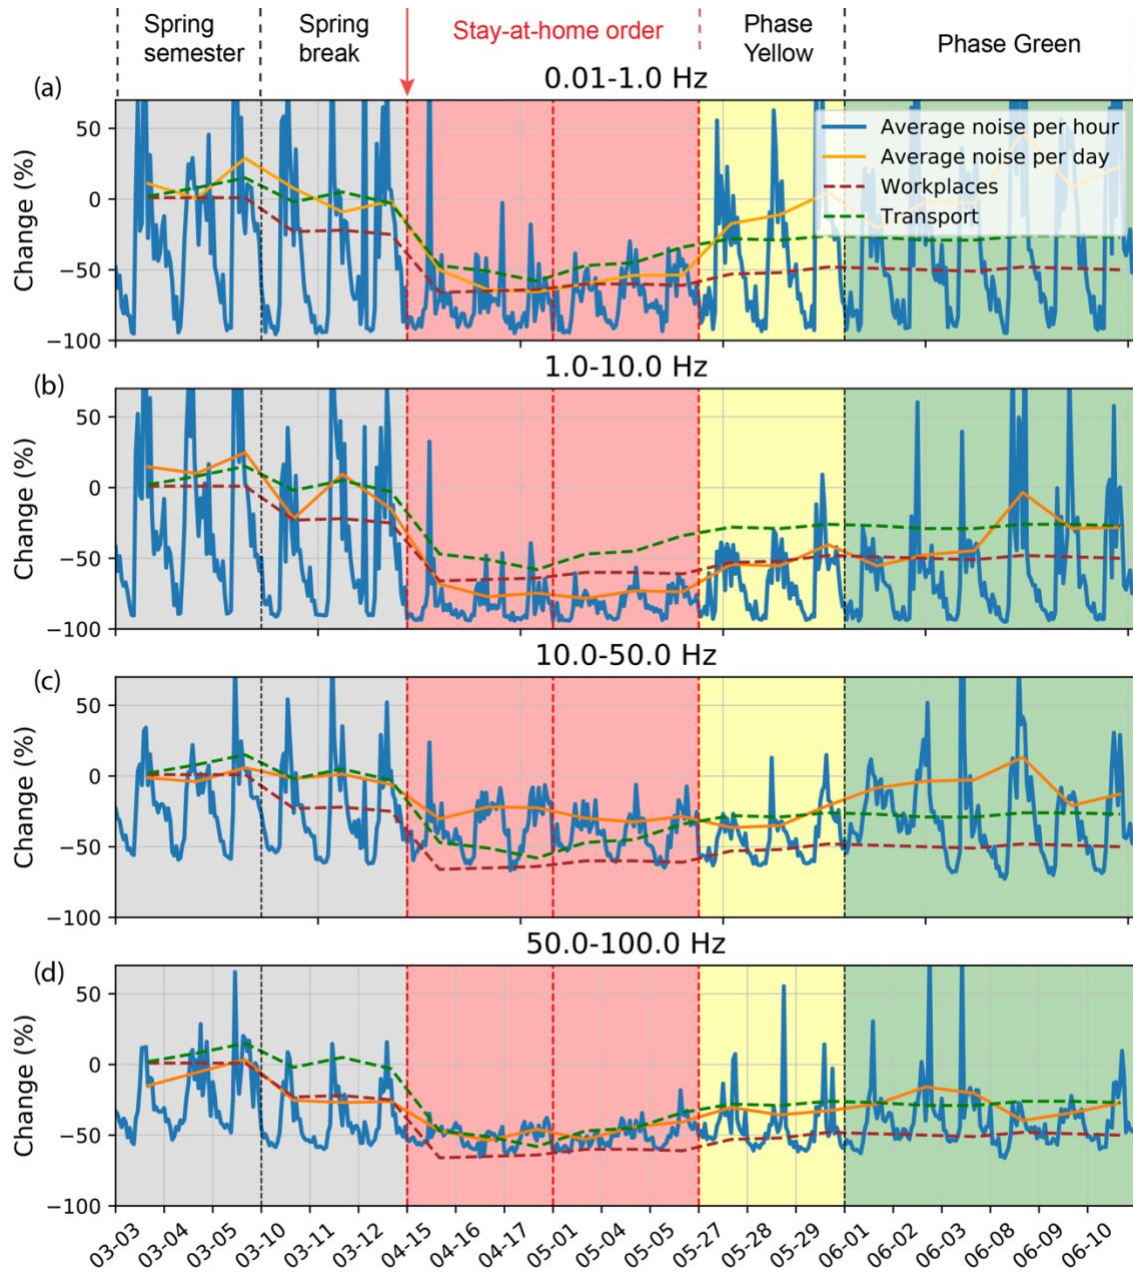 Spring semester
Spring break
Stay-at-home order
Phase Yellow
Phase Green
(a)
0.01-1.0 Hz
Change (%)
50
0
−50
−100
Average noise per hour
Average noise per day
Workplaces
Transport
(b)
1.0-10.0 Hz
Change (%)
50
0
−50
−100
(c)
10.0-50.0 Hz
Change (%)
50
0
−50
−100
(d)
50.0-100.0 Hz
Change (%)
50
0
−50
−100
03-03
03-04
03-05
03-10
03-11
03-12
04-15
04-16
04-17
05-01
05-04
05-05
05-27
05-28
05-29
06-01
06-02
06-03
06-08
06-09
06-10